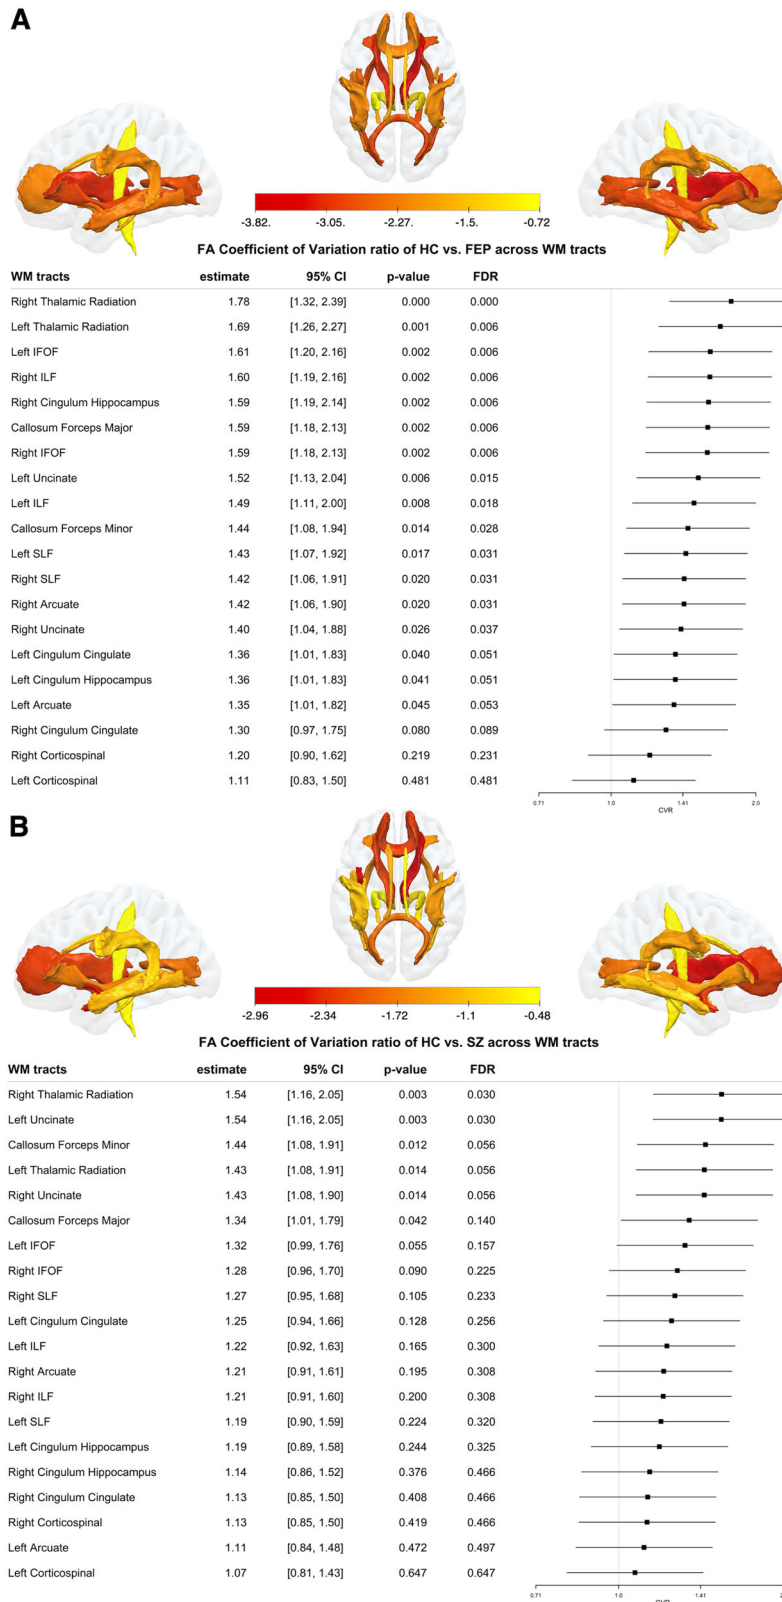 A
-3.82. -3.05. -2.27. -1.5. -0.72
FA Coefficient of Variation ratio of HC vs. FEP across WM tracts
WM tracts estimate 95% CI p-value FDR
Right Thalamic Radiation 1.78 [1.32, 2.39] 0.000 0.000
Left Thalamic Radiation 1.69 [1.26, 2.27] 0.001 0.006
Left IFOF 1.61 [1.20, 2.16] 0.002 0.006
Right ILF 1.60 [1.19, 2.16] 0.002 0.006
Right Cingulum Hippocampus 1.59 [1.19, 2.14] 0.002 0.006
Callosum Forceps Major 1.59 [1.18, 2.13] 0.002 0.006
Right IFOF 1.59 [1.18, 2.13] 0.002 0.006
Left Uncinate 1.52 [1.13, 2.04] 0.006 0.015
Left ILF 1.49 [1.11, 2.00] 0.008 0.018
Callosum Forceps Minor 1.44 [1.08, 1.94] 0.014 0.028
Left SLF 1.43 [1.07, 1.92] 0.017 0.031
Right SLF 1.42 [1.06, 1.91] 0.020 0.031
Right Arcuate 1.42 [1.06, 1.90] 0.020 0.031
Right Uncinate 1.40 [1.04, 1.88] 0.026 0.037
Left Cingulum Cingulate 1.36 [1.01, 1.83] 0.040 0.051
Left Cingulum Hippocampus 1.36 [1.01, 1.83] 0.041 0.051
Left Arcuate 1.35 [1.01, 1.82] 0.045 0.053
Right Cingulum Cingulate 1.30 [0.97, 1.75] 0.080 0.089
Right Corticospinal 1.20 [0.90, 1.62] 0.219 0.231
Left Corticospinal 1.11 [0.83, 1.50] 0.481 0.481
0.71 1.0 1.41 2.0
CVR
B
-2.96 -2.34 -1.72 -1.1 -0.48
FA Coefficient of Variation ratio of HC vs. SZ across WM tracts
WM tracts estimate 95% CI p-value FDR
Right Thalamic Radiation 1.54 [1.16, 2.05] 0.003 0.030
Left Uncinate 1.54 [1.16, 2.05] 0.003 0.030
Callosum Forceps Minor 1.44 [1.08, 1.91] 0.012 0.056
Left Thalamic Radiation 1.43 [1.08, 1.91] 0.014 0.056
Right Uncinate 1.43 [1.08, 1.90] 0.014 0.056
Callosum Forceps Major 1.34 [1.01, 1.79] 0.042 0.140
Left IFOF 1.32 [0.99, 1.76] 0.055 0.157
Right IFOF 1.28 [0.96, 1.70] 0.090 0.225
Right SLF 1.27 [0.95, 1.68] 0.105 0.233
Left Cingulum Cingulate 1.25 [0.94, 1.66] 0.128 0.256
Left ILF 1.22 [0.92, 1.63] 0.165 0.300
Right Arcuate 1.21 [0.91, 1.61] 0.195 0.308
Right ILF 1.21 [0.91, 1.60] 0.200 0.308
Left SLF 1.19 [0.90, 1.59] 0.224 0.320
Left Cingulum Hippocampus 1.19 [0.89, 1.58] 0.244 0.325
Right Cingulum Hippocampus 1.14 [0.86, 1.52] 0.376 0.466
Right Cingulum Cingulate 1.13 [0.85, 1.50] 0.408 0.466
Right Corticospinal 1.13 [0.85, 1.50] 0.419 0.466
Left Arcuate 1.11 [0.84, 1.48] 0.472 0.497
Left Corticospinal 1.07 [0.81, 1.43] 0.647 0.647
0.71 1.0 1.41